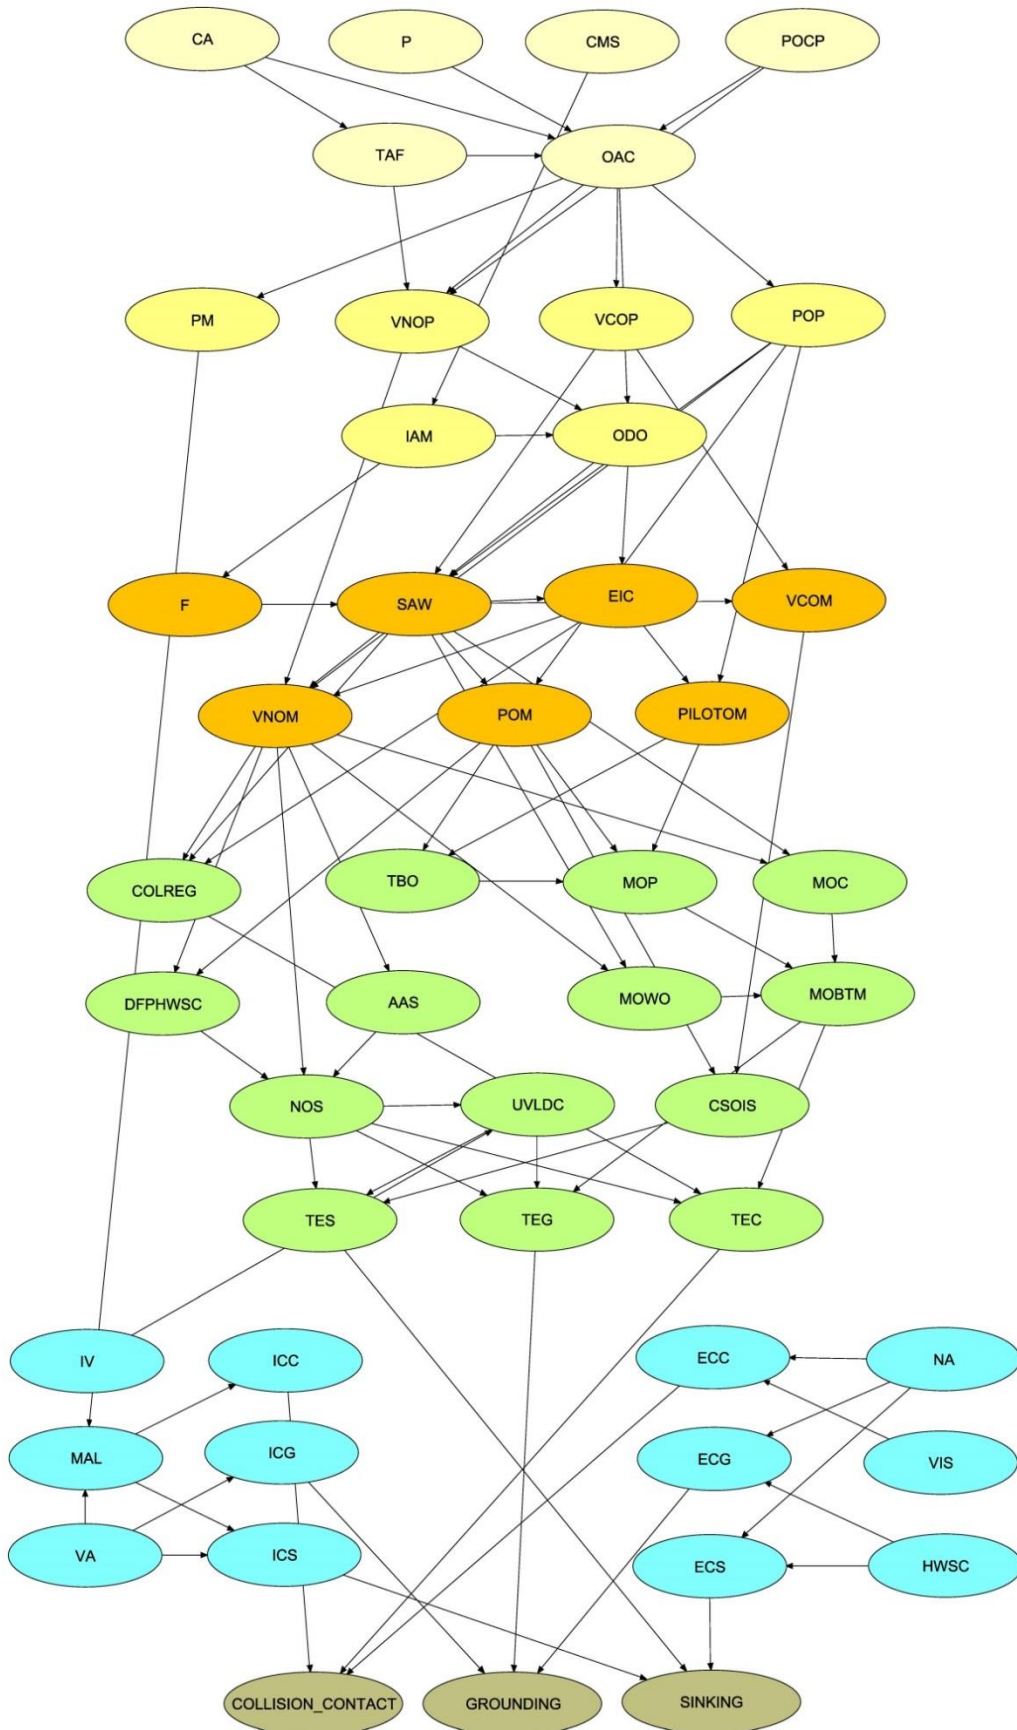 CA
P
CMS
POCP
TAF
OAC
PM
VNOP
VCOP
POP
IAM
ODO
F
SAW
EIC
VCOM
VNOM
POM
PILOTOM
COLREG
TBO
MOP
MOC
DFPHWSC
AAS
MOWO
MOBTM
NOS
UVLDC
CSOIS
TES
TEG
TEC
IV
ICC
ECC
NA
MAL
ICG
ECG
VIS
VA
ICS
ECS
HWSC
COLLISION_CONTACT
GROUNDING
SINKING